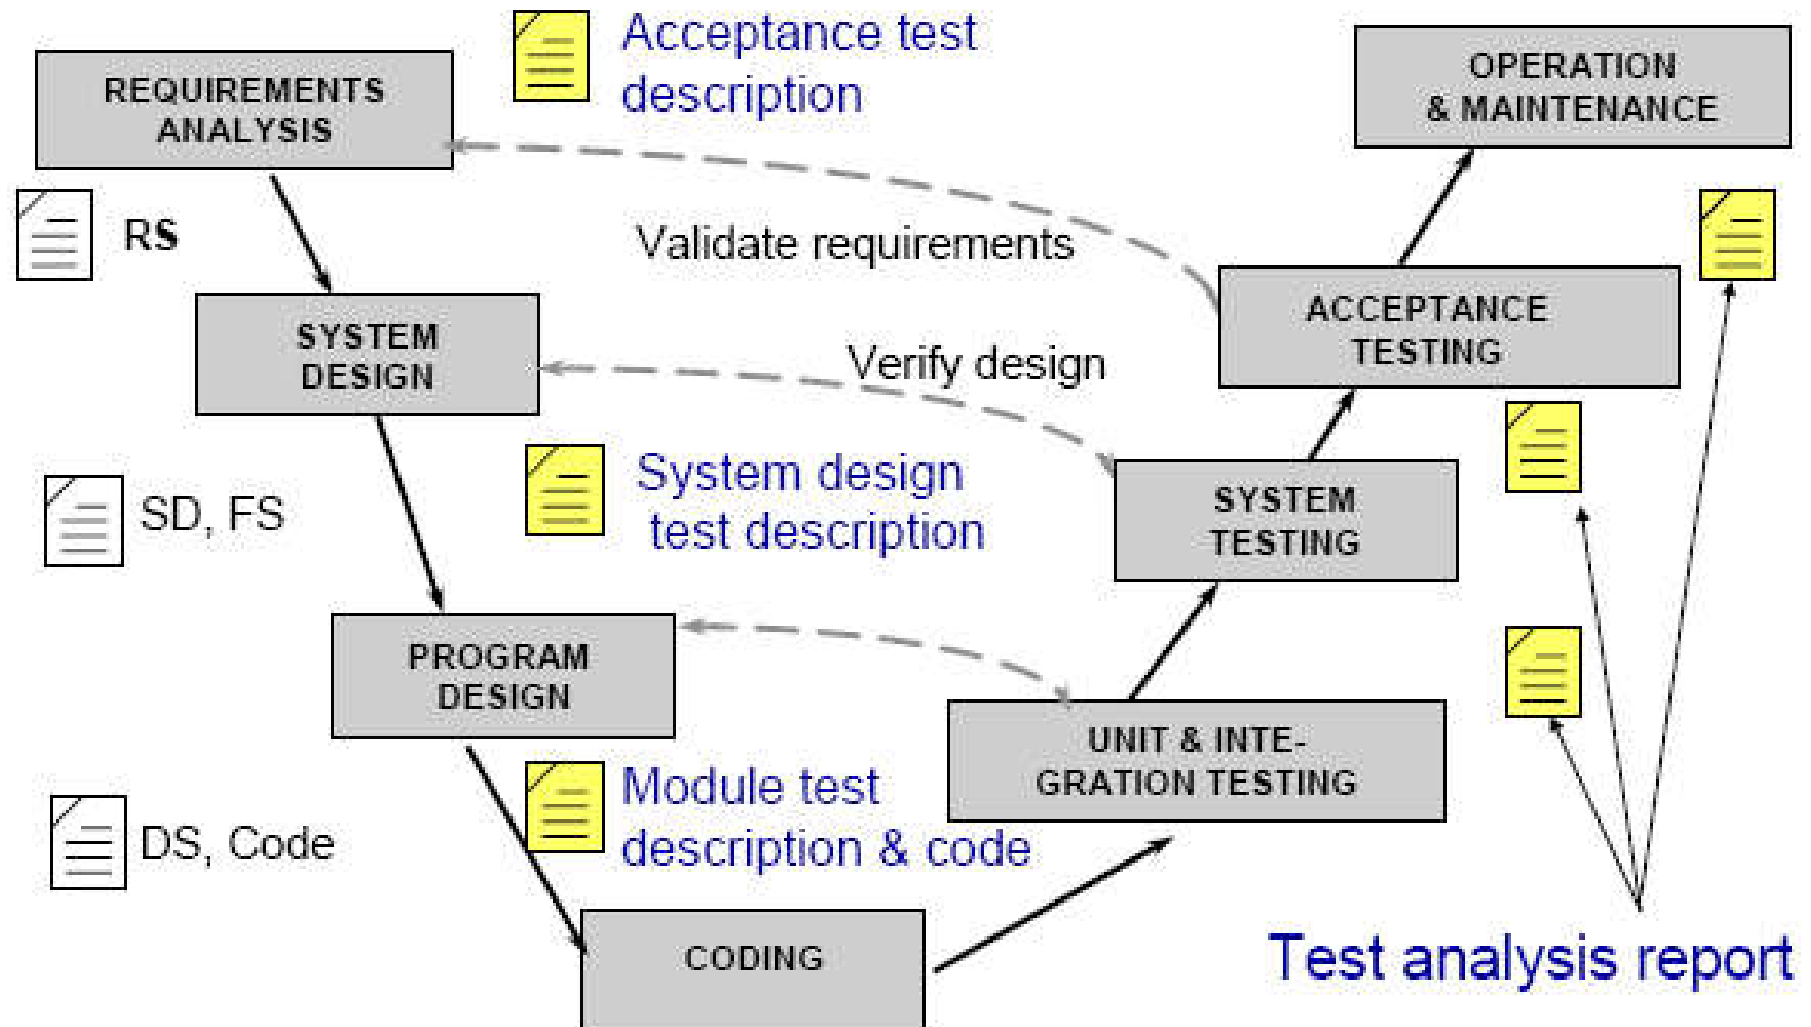 Acceptance test
description
REQUIREMENTS
ANALYSIS
OPERATION
& MAINTENANCE
RS
Validate requirements
SYSTEM
DESIGN
ACCEPTANCE
TESTING
Verify design
SD, FS
System design
test description
SYSTEM
TESTING
PROGRAM
DESIGN
UNIT & INTE-
GRATION TESTING
DS, Code
Module test
description & code
CODING
Test analysis report